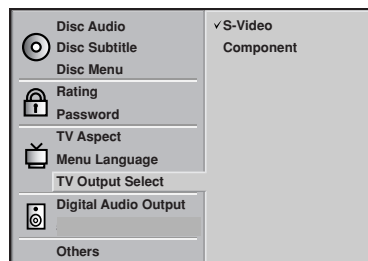 Disc Audio
Disc Subtitle
Disc Menu
Rating
Password
TV Aspect
Menu Language
TV Output Select
Digital Audio Output
Others
✓S-Video
Component